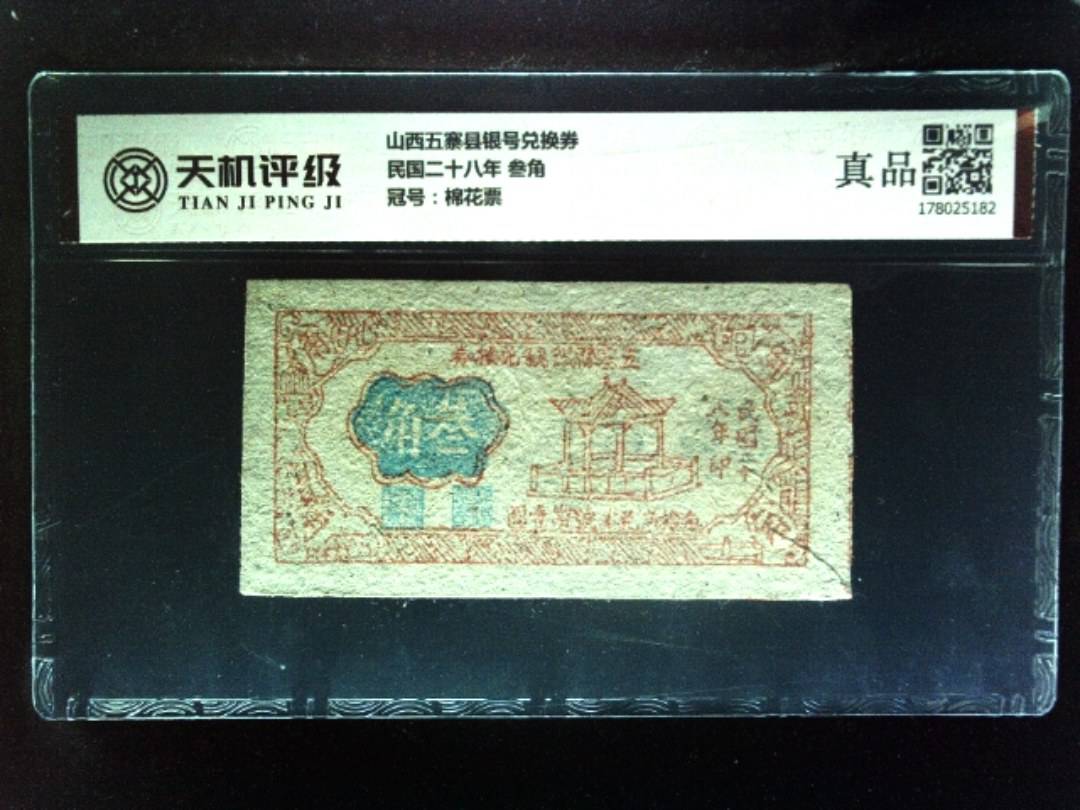 天机评级
TIAN JI PING JI
山西五寨县银号兑换券
民国二十八年 叁角
冠号：棉花票
真品
178025182
叁角
民国二十
八年印